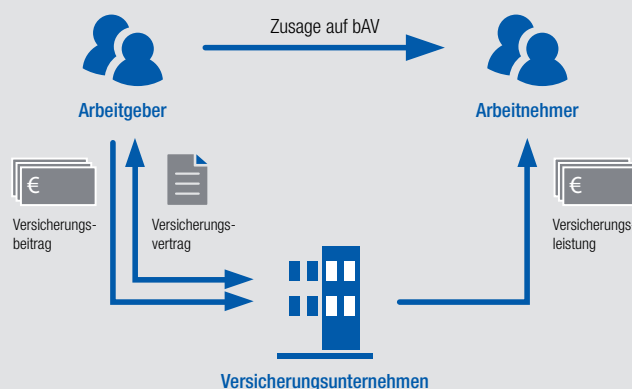 Zusage auf bAV
Arbeitgeber
Arbeitnehmer
€
Versicherungs-
beitrag
Versicherungs-
vertrag
€
Versicherungs
leistung
Versicherungsunternehmen